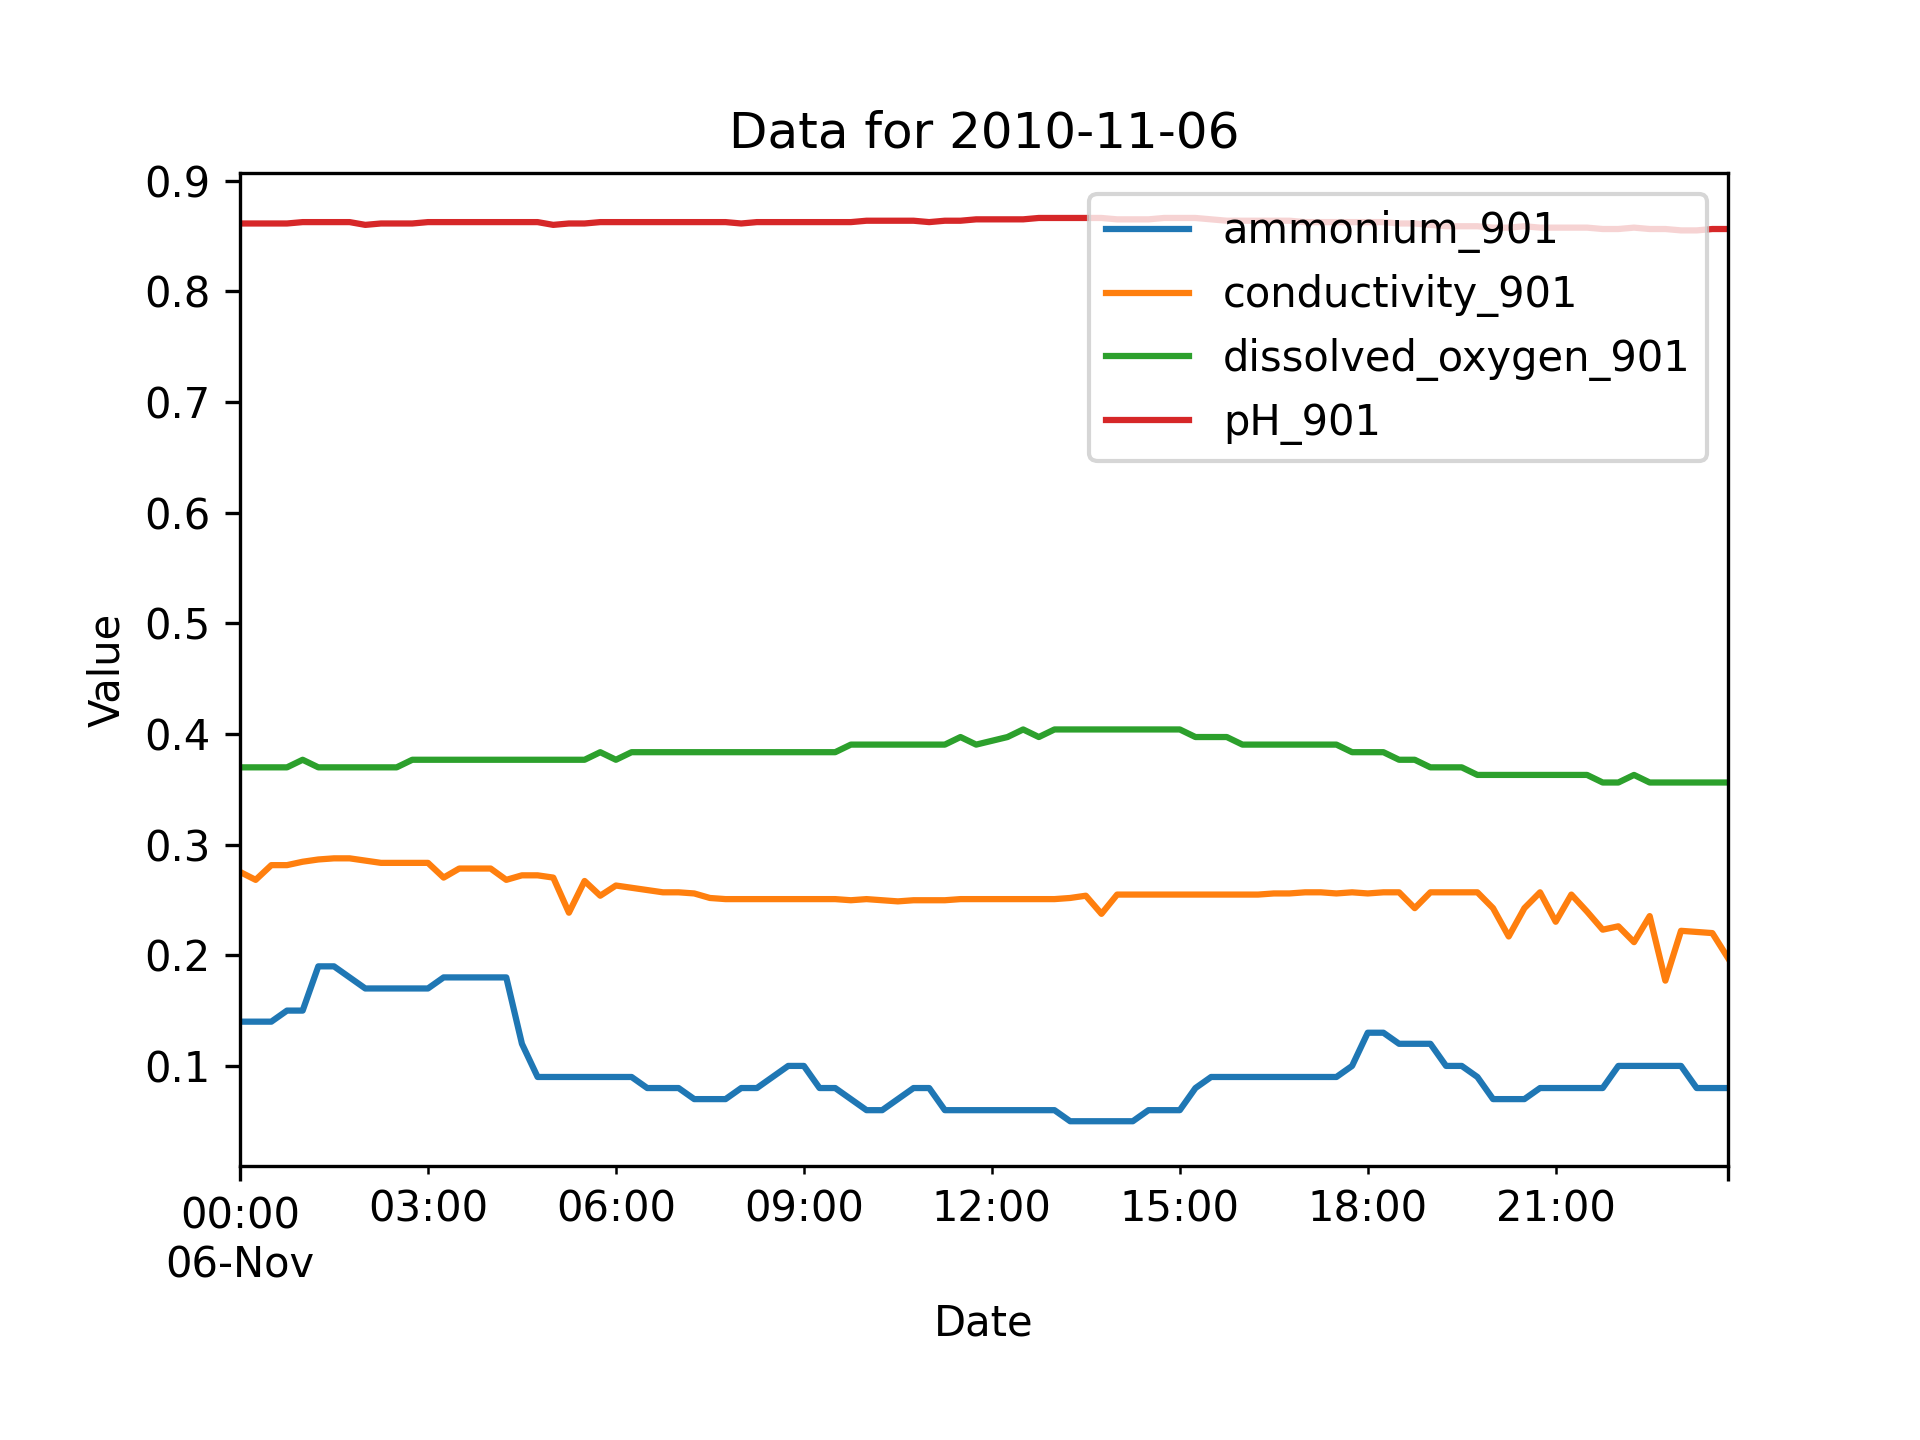 Data for 2010-11-06
0.9
0.8
0.7
0.6
0.5
0.4
0.3
0.2
0.1
Value
ammonium_901
conductivity_901
dissolved_oxygen_901
pH_901
00:00 03:00 06:00 09:00 12:00 15:00 18:00 21:00
06-Nov
Date